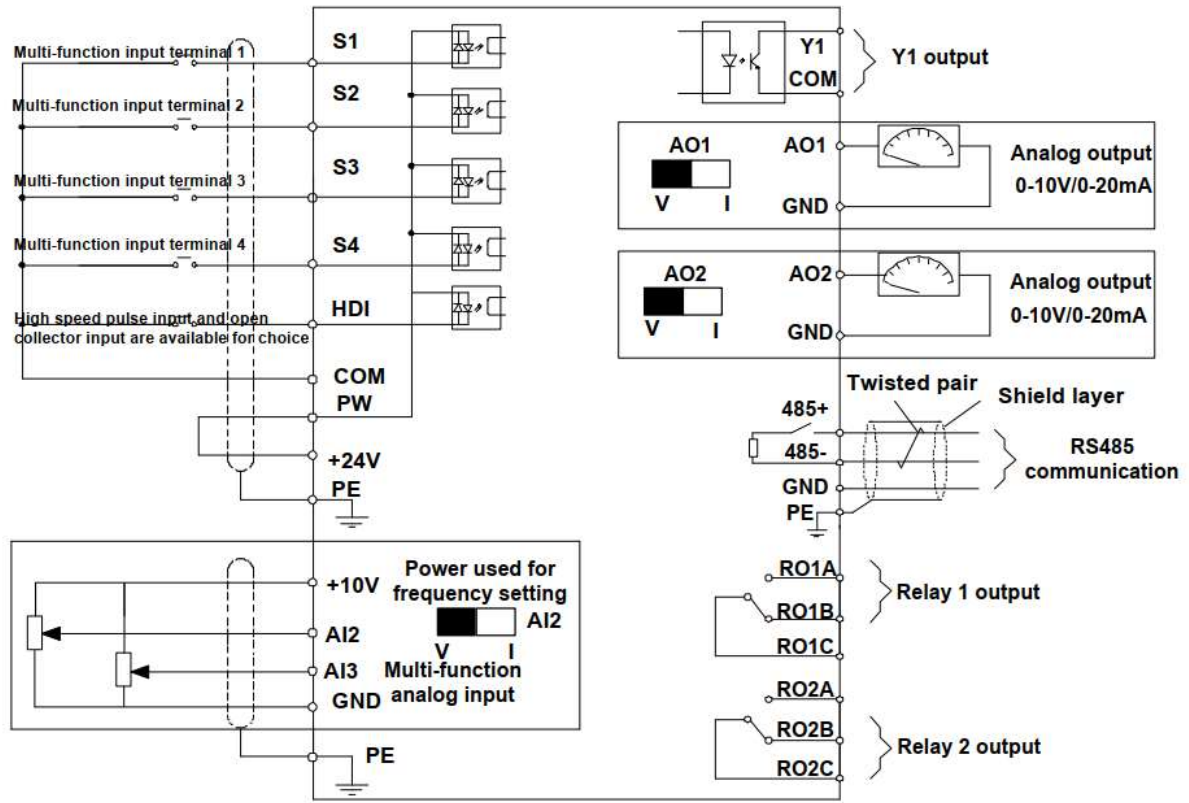 Multi-function input terminal 1
S1
Multi-function input terminal 2
S2
Multi-function input terminal 3
S3
Multi-function input terminal 4
S4
High speed pulse input and open
collector input are available for choice
HDI
COM
PW
+24V
PE
+10V
AI2
AI3
GND
PE
Power used for
frequency setting
AI2
V I
Multi-function
analog input
Y1
COM
Y1 output
AO1
V I
AO1
GND
Analog output
0-10V/0-20mA
AO2
V I
AO2
GND
Analog output
0-10V/0-20mA
Twisted pair
Shield layer
485+
485-
GND
PE
RS485
communication
RO1A
RO1B
RO1C
Relay 1 output
RO2A
RO2B
RO2C
Relay 2 output